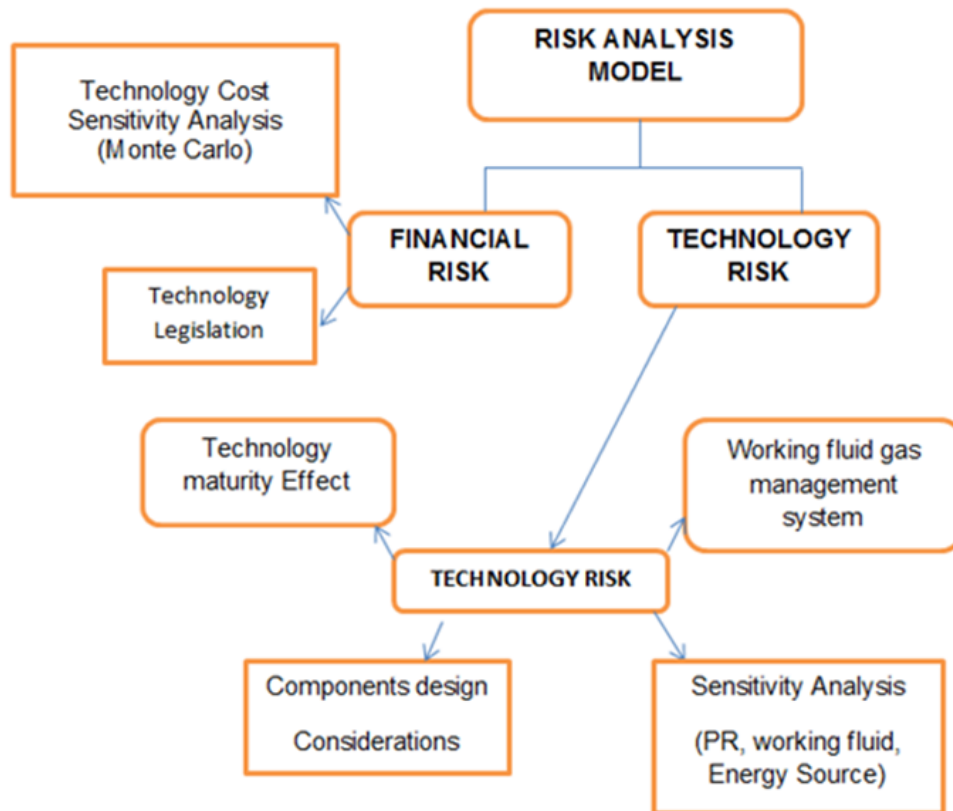 RISK ANALYSIS
MODEL
Technology Cost
Sensitivity Analysis
(Monte Carlo)
FINANCIAL
RISK
TECHNOLOGY
RISK
Technology
Legislation
Technology
maturity Effect
Working fluid gas
management
system
TECHNOLOGY RISK
Components design
Considerations
Sensitivity Analysis
(PR, working fluid,
Energy Source)